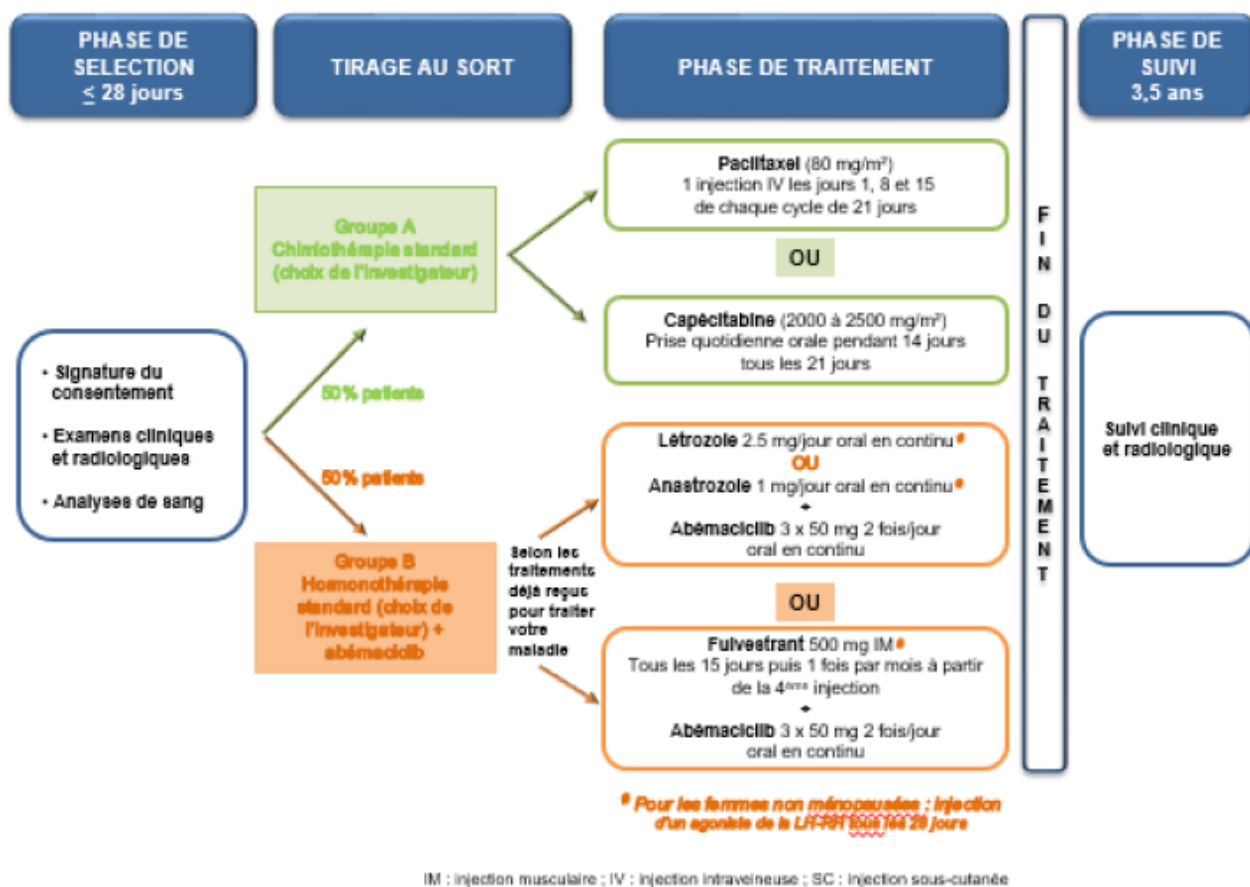 PHASE DE
SELECTION
≤ 28 jours
TIRAGE AU SORT
PHASE DE TRAITEMENT
PHASE DE
SUIVI
3,5 ans
• Signature du
consentement
• Examens cliniques
et radiologiques
• Analyses de sang
50% patients
50% patients
Groupe A
Chimiothérapie standard
(choix de l'investigateur)
Groupe B
Hormonothérapie
standard (choix de
l'investigateur) +
abémaciclib
Selon les
traitements
déjà reçus
pour traiter
votre
maladie
Paclitaxel (80 mg/m²)
1 injection IV les jours 1, 8 et 15
de chaque cycle de 21 jours
OU
Capécitabine (2000 à 2500 mg/m²)
Prise quotidienne orale pendant 14 jours
tous les 21 jours
Létrozole 2.5 mg/jour oral en continu*
OU
Anastrozole 1 mg/jour oral en continu*
+
Abémaciclib 3 x 50 mg 2 fois/jour
oral en continu
OU
Fulvestrant 500 mg IM*
Tous les 15 jours puis 1 fois par mois à partir
de la 4ème injection
+
Abémaciclib 3 x 50 mg 2 fois/jour
oral en continu
* Pour les femmes non ménopausées : injection
d'un agoniste de la LH-RH tous les 28 jours
FIN DU TRAITEMENT
Suivi clinique
et radiologique
IM : injection musculaire ; IV : injection intraveineuse ; SC : injection sous-cutanée